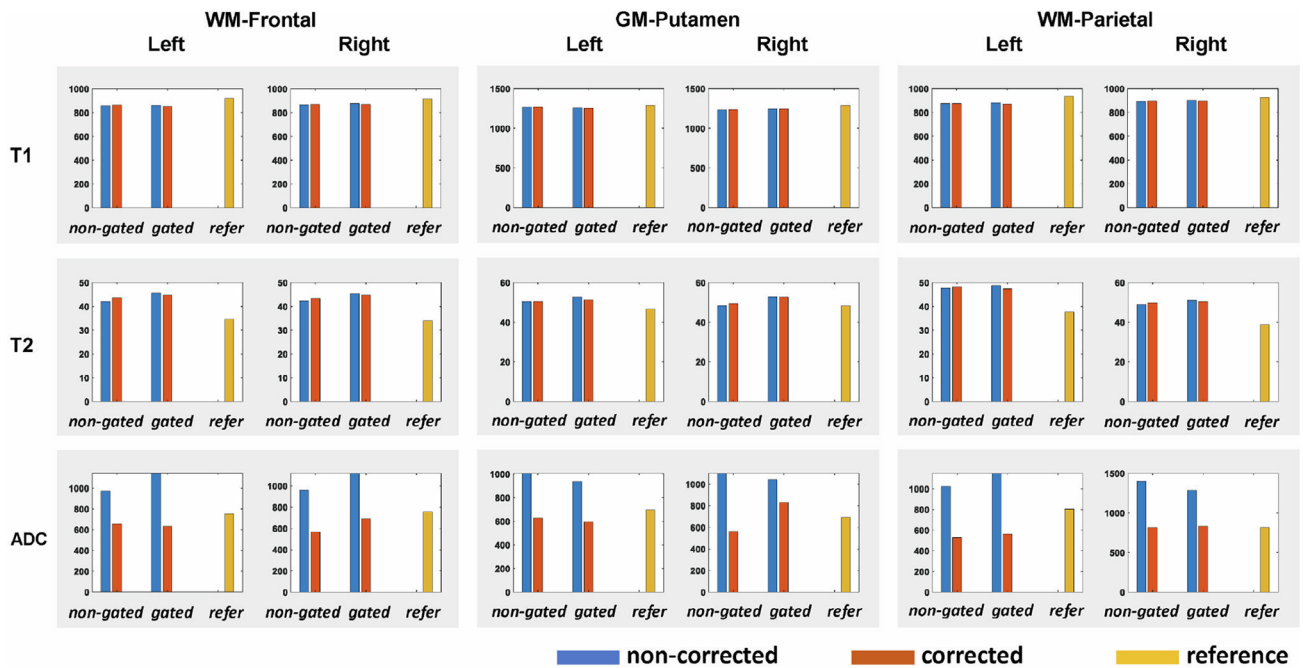 WM-Frontal GM-Putamen WM-Parietal
Left Right Left Right Left Right
T1
1000 1000 1500 1500 1000 1000
800 800 1000 1000 800 800
600 600 600 600
400 400 500 500 400 400
200 200 200 200
0 0 0 0 0 0
non-gated gated refer non-gated gated refer non-gated gated refer non-gated gated refer non-gated gated refer non-gated gated refer
T2
50 50 60 60 50 60
40 40 40 40 40 40
30 30 30
20 20 20 20 20 20
10 10 10
0 0 0 0 0 0
non-gated gated refer non-gated gated refer non-gated gated refer non-gated gated refer non-gated gated refer non-gated gated refer
ADC
1000 1000 1000 1000 1000 1500
800 800 800 800 800 1000
600 600 600 600 600
400 400 400 400 400 500
200 200 200 200 200
0 0 0 0 0 0
non-gated gated refer non-gated gated refer non-gated gated refer non-gated gated refer non-gated gated refer non-gated gated refer
non-corrected corrected reference